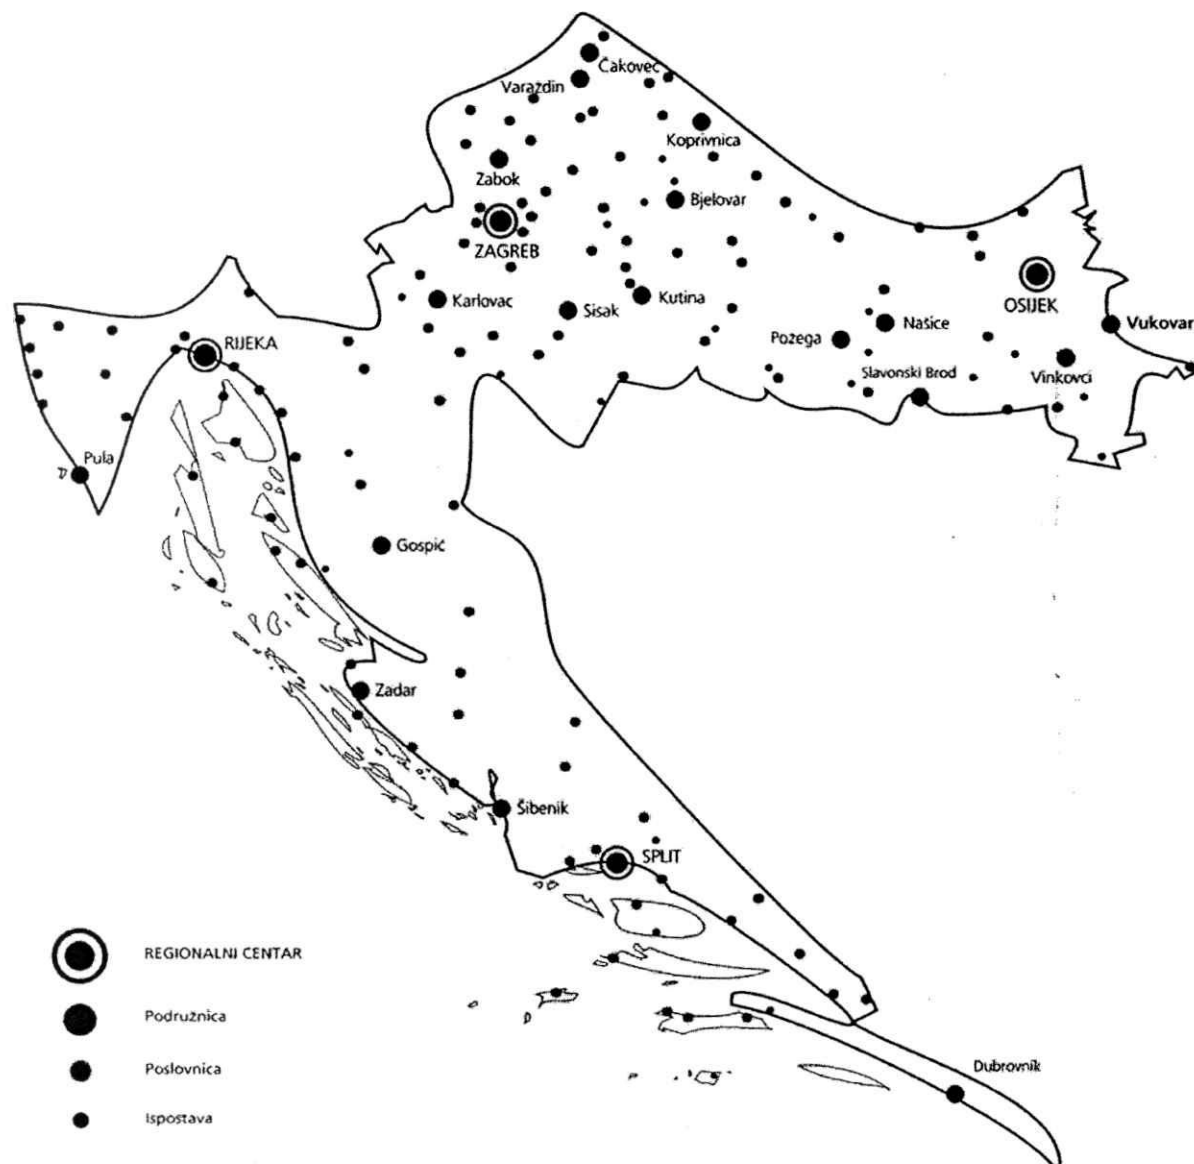 Čakovec
Varaždin
Koprivnica
Zabok
Bjelovar
ZAGREB
Karlovac
Sisak
Kutina
OSIJEK
Našice
Vukovar
Požega
RIJEKA
Slavonski Brod
Vinkovci
Pula
Gospić
Zadar
Šibenik
SPLIT
REGIONALNI CENTAR
Podružnica
Poslovnica
Ispostava
Dubrovnik